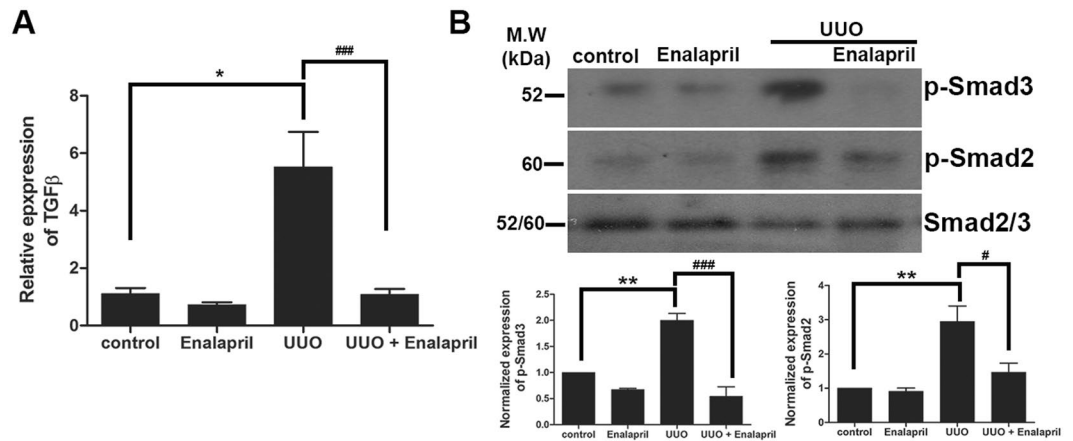 A
*
###
Relative epxpression
of TGFβ
8
6
4
2
0
control Enalapril UUO UUO + Enalapril
B
M.W
(kDa)
UUO
control Enalapril Enalapril
52
p-Smad3
60
p-Smad2
52/60
Smad2/3
**
###
Normalized expression
of p-Smad3
2.5
2.0
1.5
1.0
0.5
0.0
control Enalapril UUO UUO + Enalapril
**
#
Normalized expression
of p-Smad2
4
3
2
1
0
control Enalapril UUO UUO + Enalapril